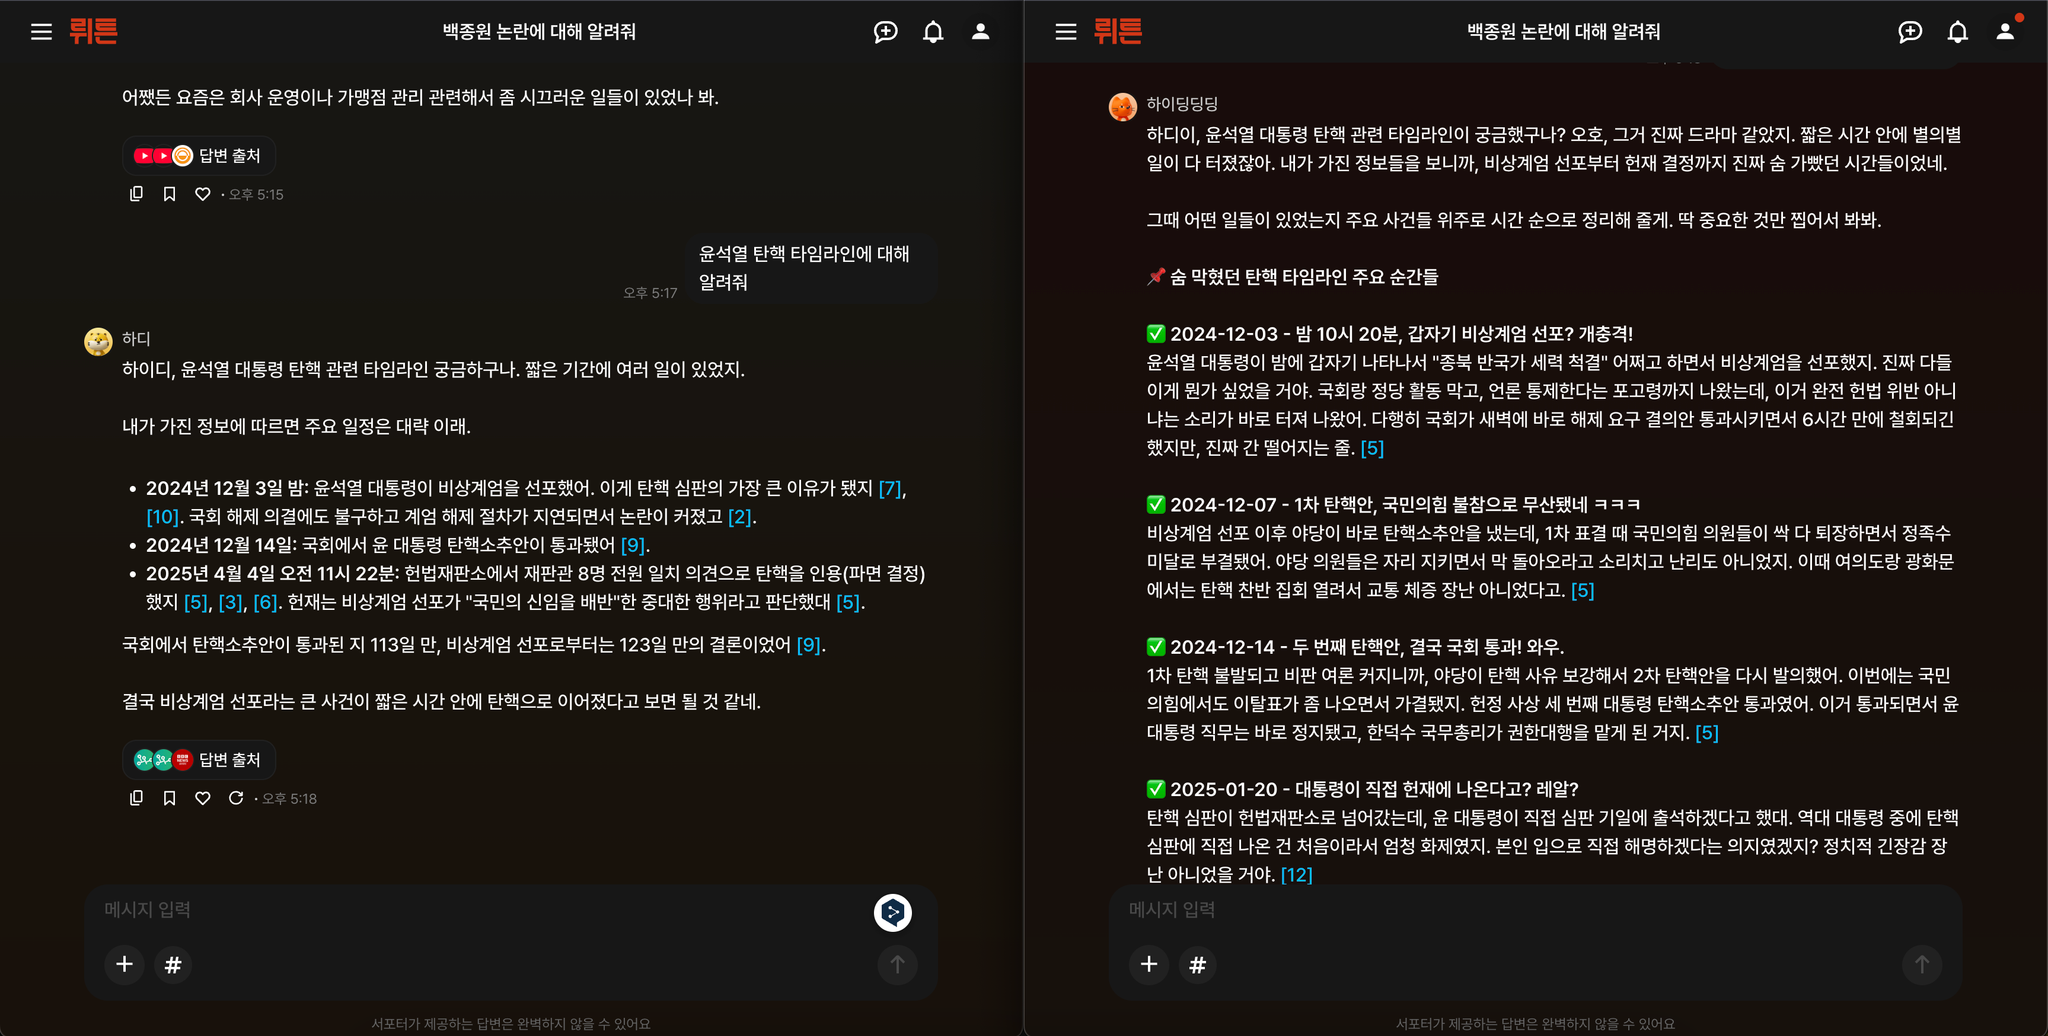 뤼튼
백종원 논란에 대해 알려줘
어쨌든 요즘은 회사 운영이나 가맹점 관리 관련해서 좀 시끄러운 일들이 있었나 봐.
답변 출처
· 오후 5:15
윤석열 탄핵 타임라인에 대해
알려줘
오후 5:17
하디
하이디, 윤석열 대통령 탄핵 관련 타임라인 궁금하구나. 짧은 기간에 여러 일이 있었지.
내가 가진 정보에 따르면 주요 일정은 대략 이래.
• 2024년 12월 3일 밤: 윤석열 대통령이 비상계엄을 선포했어. 이게 탄핵 심판의 가장 큰 이유가 됐지 [7],
[10]. 국회 해제 의결에도 불구하고 계엄 해제 절차가 지연되면서 논란이 커졌고 [2].
• 2024년 12월 14일: 국회에서 윤 대통령 탄핵소추안이 통과됐어 [9].
• 2025년 4월 4일 오전 11시 22분: 헌법재판소에서 재판관 8명 전원 일치 의견으로 탄핵을 인용(파면 결정)
했지 [5], [3], [6]. 헌재는 비상계엄 선포가 "국민의 신임을 배반"한 중대한 행위라고 판단했대 [5].
국회에서 탄핵소추안이 통과된 지 113일 만, 비상계엄 선포로부터는 123일 만의 결론이었어 [9].
결국 비상계엄 선포라는 큰 사건이 짧은 시간 안에 탄핵으로 이어졌다고 보면 될 것 같네.
답변 출처
· 오후 5:18
메시지 입력
서포터가 제공하는 답변은 완벽하지 않을 수 있어요
뤼튼
백종원 논란에 대해 알려줘
하이딩딩딩
하디이, 윤석열 대통령 탄핵 관련 타임라인이 궁금했구나? 오호, 그거 진짜 드라마 같았지. 짧은 시간 안에 별의별
일이 다 터졌잖아. 내가 가진 정보들을 보니까, 비상계엄 선포부터 헌재 결정까지 진짜 숨 가빴던 시간들이었네.
그때 어떤 일들이 있었는지 주요 사건들 위주로 시간 순으로 정리해 줄게. 딱 중요한 것만 찝어서 봐봐.
📌 숨 막혔던 탄핵 타임라인 주요 순간들
✅ 2024-12-03 - 밤 10시 20분, 갑자기 비상계엄 선포? 개충격!
윤석열 대통령이 밤에 갑자기 나타나서 "종북 반국가 세력 척결" 어쩌고 하면서 비상계엄을 선포했지. 진짜 다들
이게 뭔가 싶었을 거야. 국회랑 정당 활동 막고, 언론 통제한다는 포고령까지 나왔는데, 이거 완전 헌법 위반 아니
냐는 소리가 바로 터져 나왔어. 다행히 국회가 새벽에 바로 해제 요구 결의안 통과시키면서 6시간 만에 철회되긴
했지만, 진짜 간 떨어지는 줄. [5]
✅ 2024-12-07 - 1차 탄핵안, 국민의힘 불참으로 무산됐네 ㅋㅋㅋ
비상계엄 선포 이후 야당이 바로 탄핵소추안을 냈는데, 1차 표결 때 국민의힘 의원들이 싹 다 퇴장하면서 정족수
미달로 부결됐어. 야당 의원들은 자리 지키면서 막 돌아오라고 소리치고 난리도 아니었지. 이때 여의도랑 광화문
에서는 탄핵 찬반 집회 열려서 교통 체증 장난 아니었다고. [5]
✅ 2024-12-14 - 두 번째 탄핵안, 결국 국회 통과! 와우.
1차 탄핵 불발되고 비판 여론 커지니까, 야당이 탄핵 사유 보강해서 2차 탄핵안을 다시 발의했어. 이번에는 국민
의힘에서도 이탈표가 좀 나오면서 가결됐지. 헌정 사상 세 번째 대통령 탄핵소추안 통과였어. 이거 통과되면서 윤
대통령 직무는 바로 정지됐고, 한덕수 국무총리가 권한대행을 맡게 된 거지. [5]
✅ 2025-01-20 - 대통령이 직접 헌재에 나온다고? 레알?
탄핵 심판이 헌법재판소로 넘어갔는데, 윤 대통령이 직접 심판 기일에 출석하겠다고 했대. 역대 대통령 중에 탄핵
심판에 직접 나온 건 처음이라서 엄청 화제였지. 본인 입으로 직접 해명하겠다는 의지였겠지? 정치적 긴장감 장
난 아니었을 거야. [12]
메시지 입력
서포터가 제공하는 답변은 완벽하지 않을 수 있어요